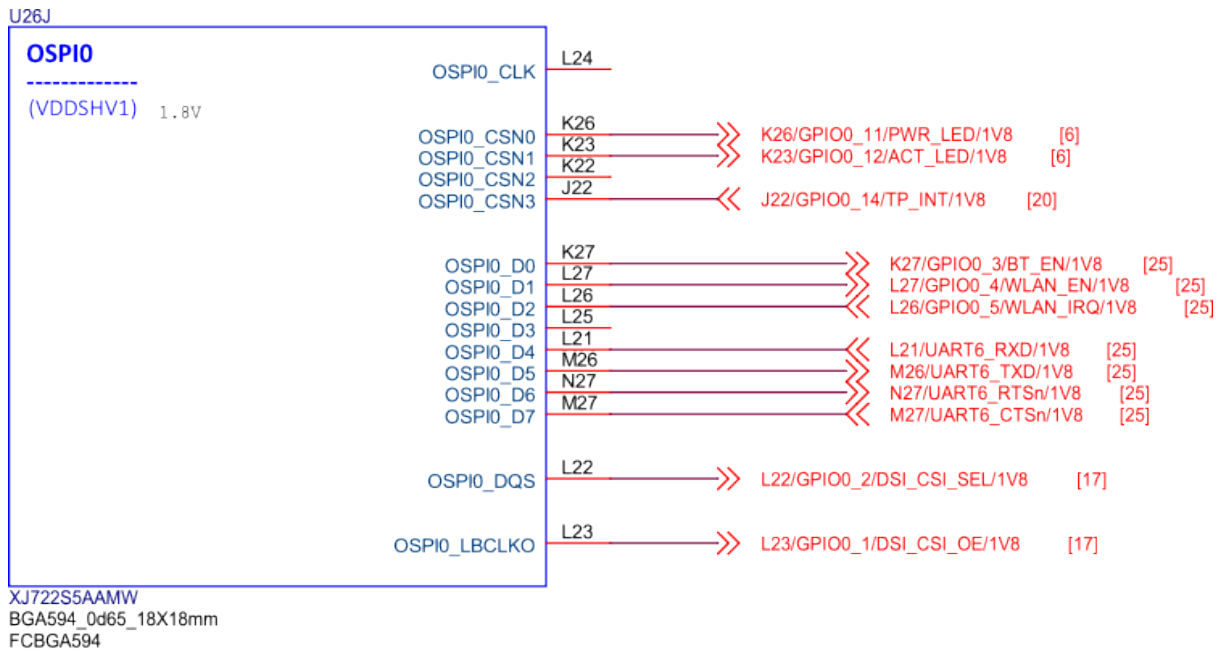 U26J
OSPI0
-------------
(VDDSHV1) 1.8V
OSPI0_CLK L24
OSPI0_CSN0 K26 K26/GPIO0_11/PWR_LED/1V8 [6]
OSPI0_CSN1 K23 K23/GPIO0_12/ACT_LED/1V8 [6]
OSPI0_CSN2 K22
OSPI0_CSN3 J22 J22/GPIO0_14/TP_INT/1V8 [20]
OSPI0_D0 K27 K27/GPIO0_3/BT_EN/1V8 [25]
OSPI0_D1 L27 L27/GPIO0_4/WLAN_EN/1V8 [25]
OSPI0_D2 L26 L26/GPIO0_5/WLAN_IRQ/1V8 [25]
OSPI0_D3 L25
OSPI0_D4 L21 L21/UART6_RXD/1V8 [25]
OSPI0_D5 M26 M26/UART6_TXD/1V8 [25]
OSPI0_D6 N27 N27/UART6_RTSn/1V8 [25]
OSPI0_D7 M27 M27/UART6_CTSn/1V8 [25]
OSPI0_DQS L22 L22/GPIO0_2/DSI_CSI_SEL/1V8 [17]
OSPI0_LBCLKO L23 L23/GPIO0_1/DSI_CSI_OE/1V8 [17]
XJ722S5AAMW
BGA594_0d65_18X18mm
FCBGA594